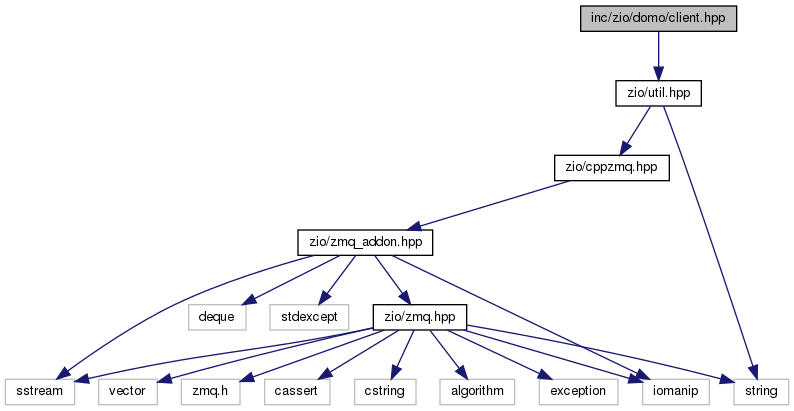 inc/zio/domo/client.hpp
zio/util.hpp
zio/cppzmq.hpp
zio/zmq_addon.hpp
deque
stdexcept
zio/zmq.hpp
sstream
vector
zmq.h
cassert
cstring
algorithm
exception
iomanip
string